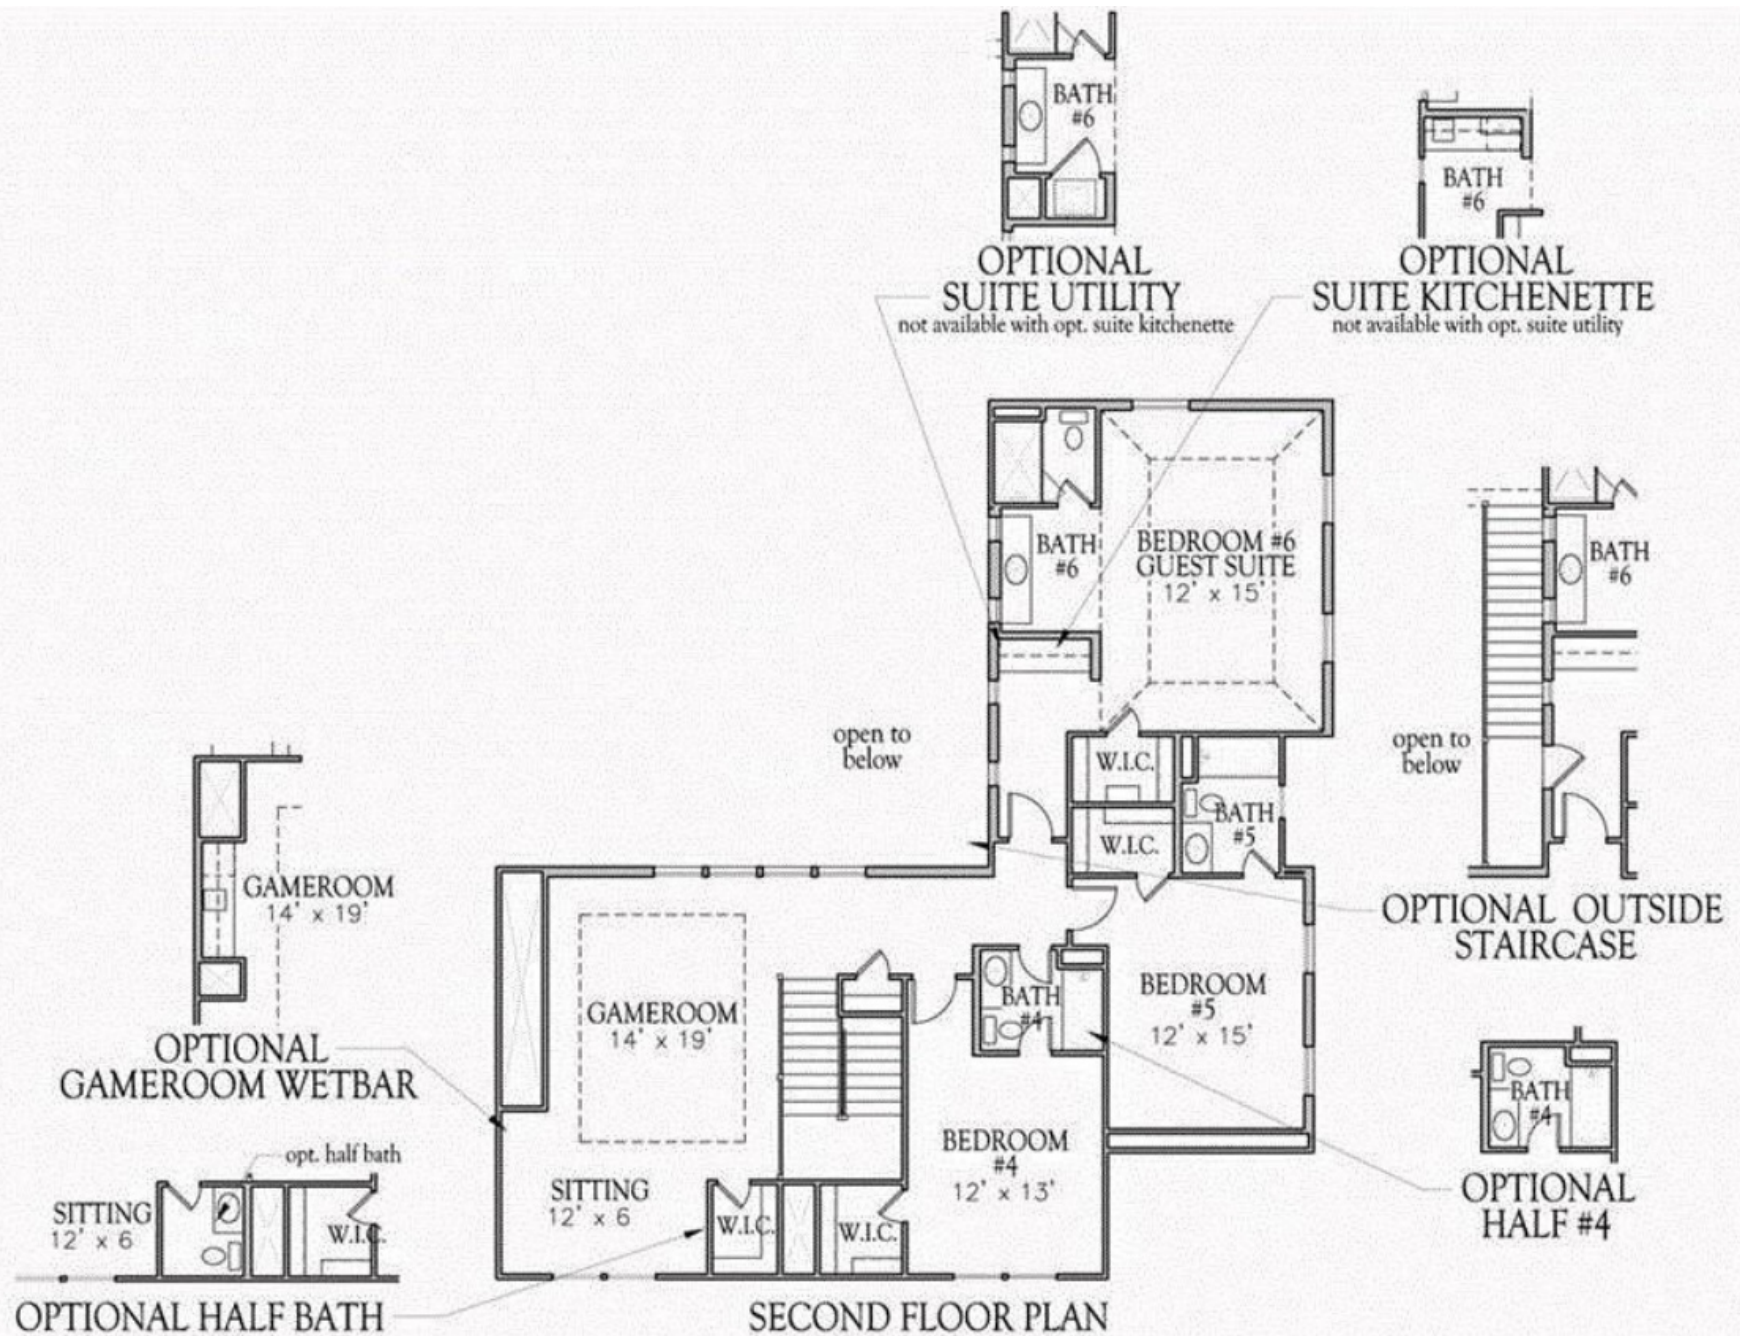 BATH
#6
OPTIONAL
SUITE UTILITY
not available with opt. suite kitchenette
BATH
#6
OPTIONAL
SUITE KITCHENETTE
not available with opt. suite utility
BATH
#6
BEDROOM #6
GUEST SUITE
12' x 15'
BATH
#6
open to
below
W.I.C.
open to
below
W.I.C.
BATH
#5
GAMEROOM
14' x 19'
OPTIONAL OUTSIDE
STAIRCASE
GAMEROOM
14' x 19'
BATH
#4
BEDROOM
#5
12' x 15'
OPTIONAL
GAMEROOM WETBAR
BATH
#4
opt. half bath
BEDROOM
#4
12' x 13'
SITTING
12' x 6
SITTING
12' x 6
W.I.C.
W.I.C.
W.I.C.
OPTIONAL
HALF #4
OPTIONAL HALF BATH
SECOND FLOOR PLAN